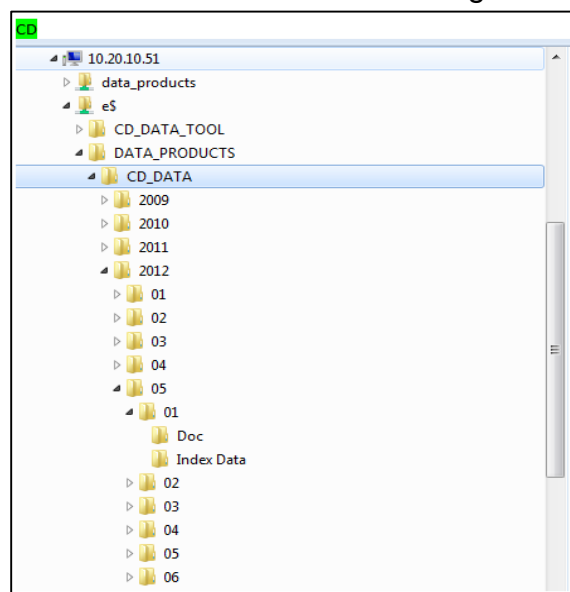 CD
10.20.10.51
data_products
e$
CD_DATA_TOOL
DATA_PRODUCTS
CD_DATA
2009
2010
2011
2012
01
02
03
04
05
01
Doc
Index Data
02
03
04
05
06